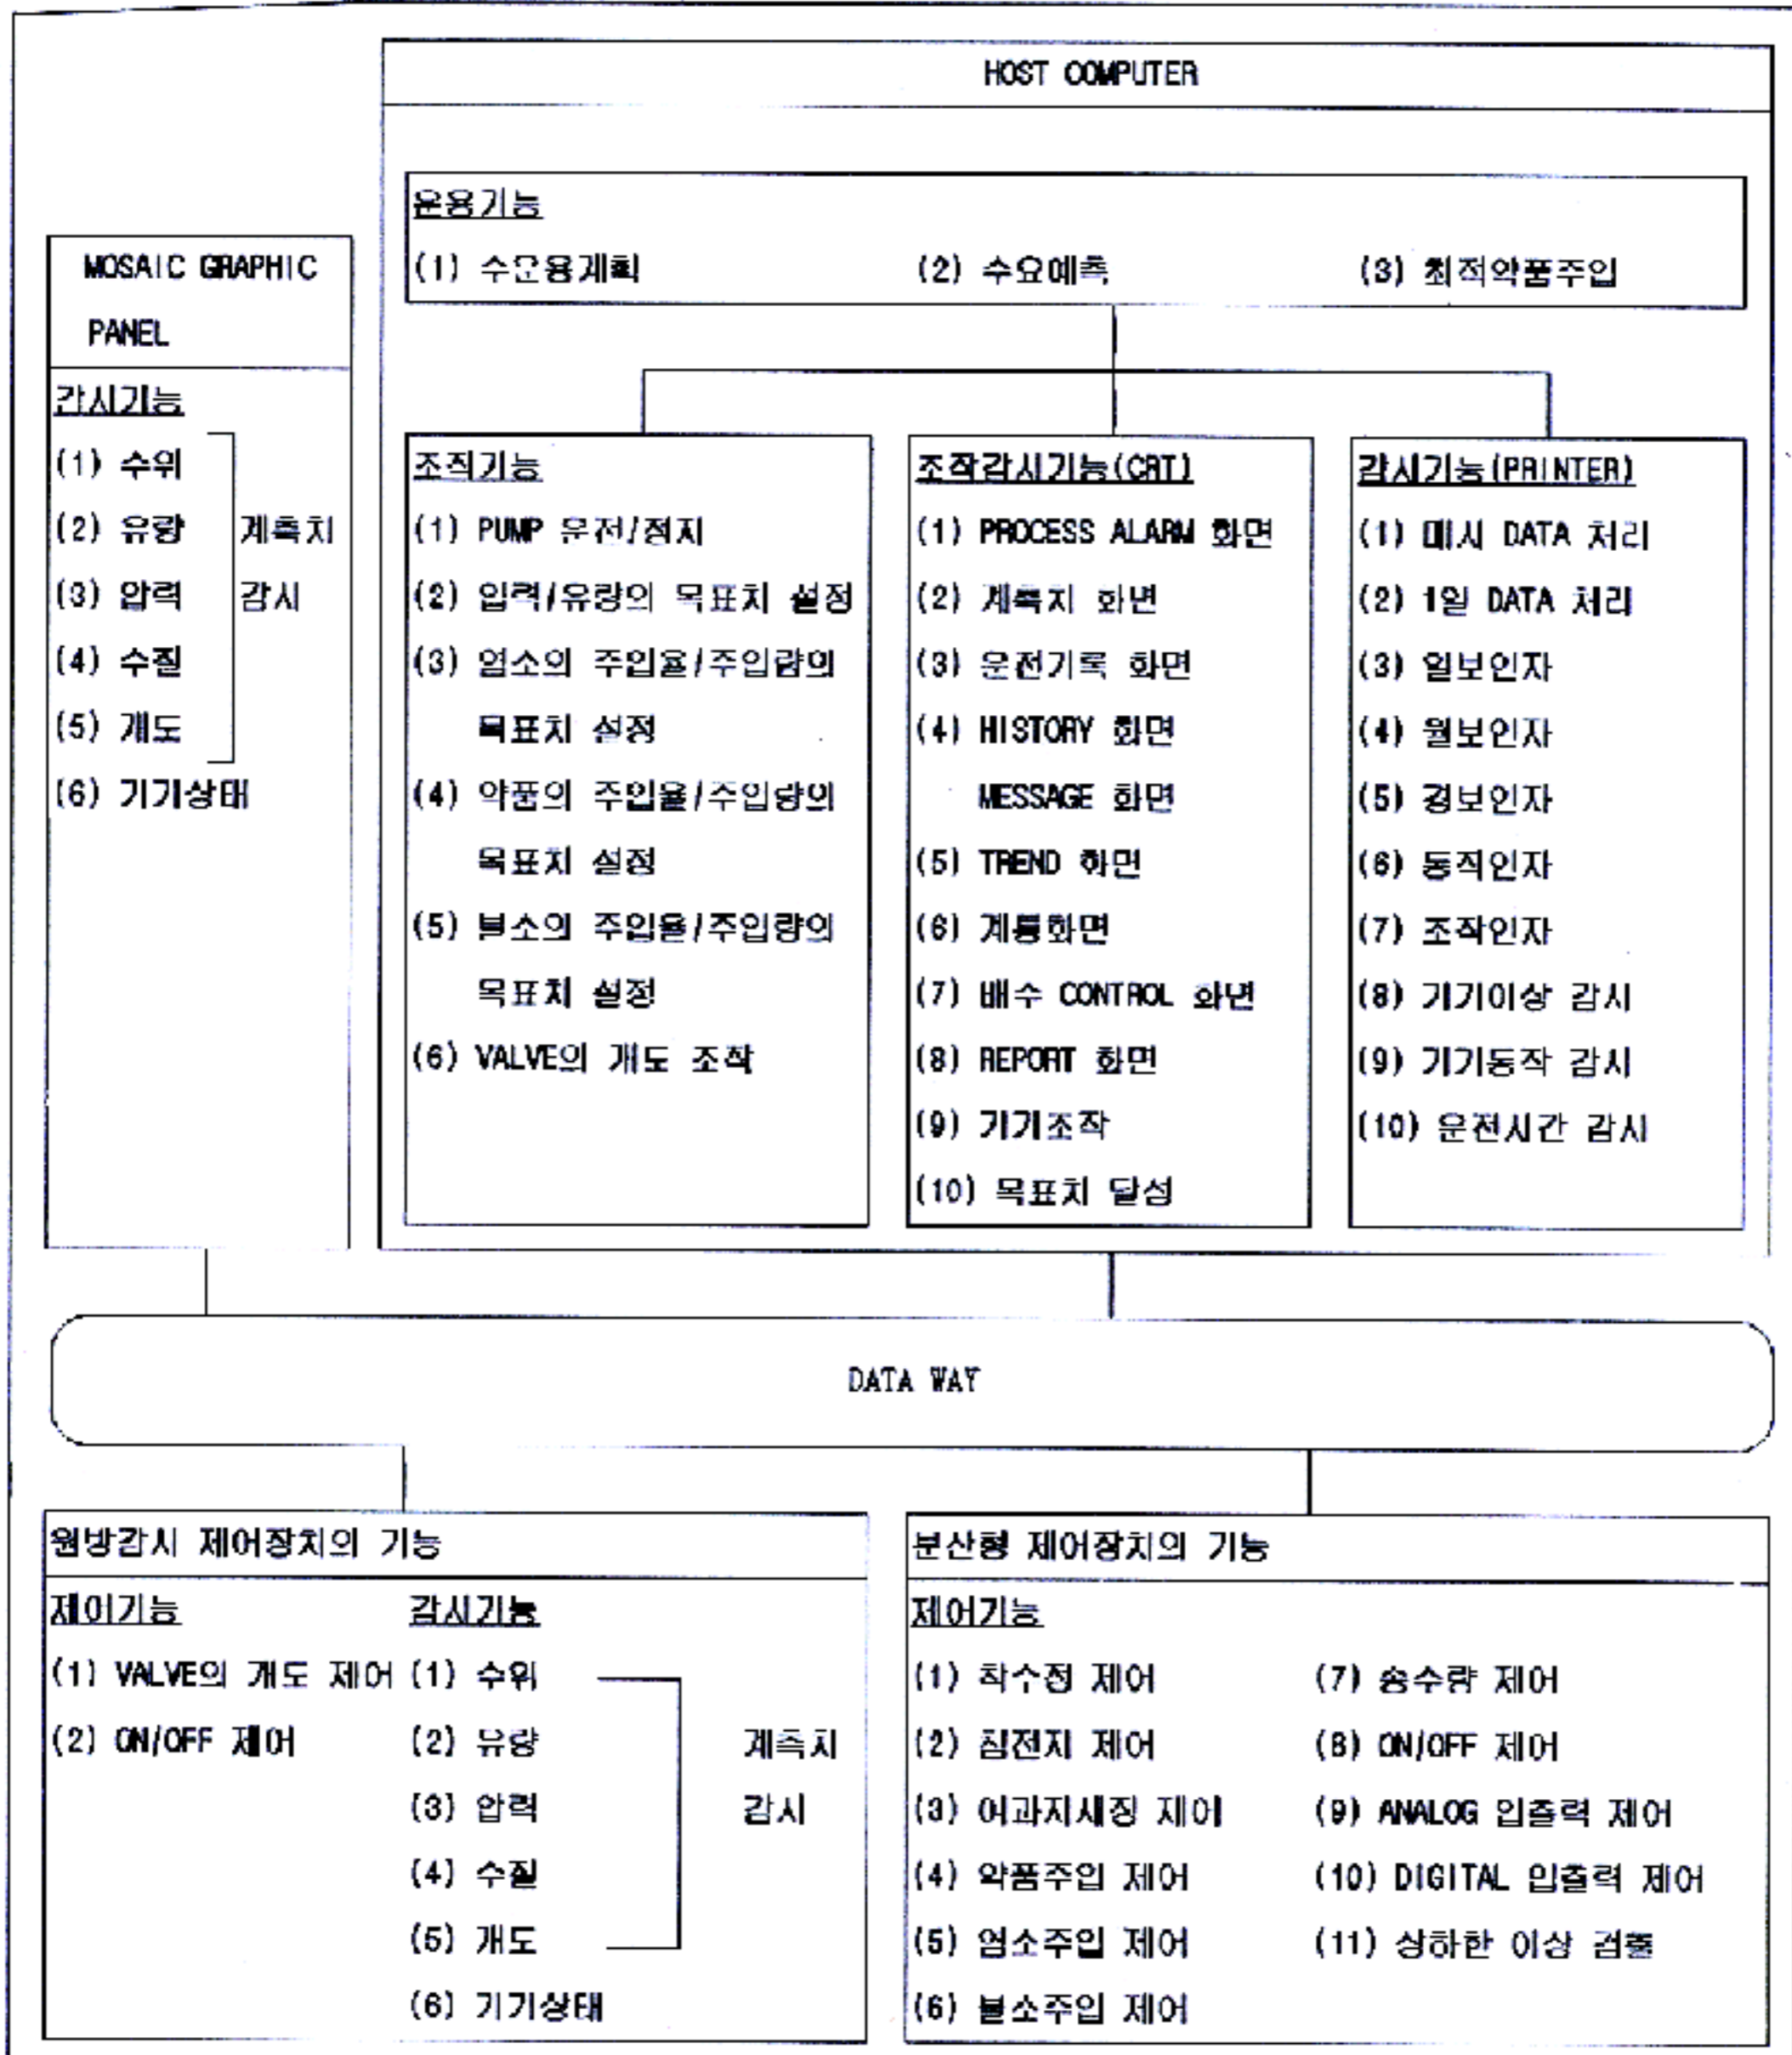 HOST COMPUTER
운용기능
(1) 수운용계획 (2) 수요예측 (3) 최적약품주입
MOSAIC GRAPHIC
PANEL
감시기능
(1) 수위
(2) 유량 계측치
(3) 압력 감시
(4) 수질
(5) 개도
(6) 기기상태
조작기능
(1) PUMP 운전/정지
(2) 압력/유량의 목표치 설정
(3) 염소의 주입율/주입량의
목표치 설정
(4) 약품의 주입율/주입량의
목표치 설정
(5) 불소의 주입율/주입량의
목표치 설정
(6) VALVE의 개도 조작
조작감시기능(CRT)
(1) PROCESS ALARM 화면
(2) 계측치 화면
(3) 운전기록 화면
(4) HISTORY 화면
MESSAGE 화면
(5) TREND 화면
(6) 계통화면
(7) 배수 CONTROL 화면
(8) REPORT 화면
(9) 기기조작
(10) 목표치 달성
감시기능(PRINTER)
(1) 매시 DATA 처리
(2) 1일 DATA 처리
(3) 일보인자
(4) 월보인자
(5) 경보인자
(6) 동작인자
(7) 조작인자
(8) 기기이상 감시
(9) 기기동작 감시
(10) 운전시간 감시
DATA WAY
원방감시 제어장치의 기능
제어기능 감시기능
(1) VALVE의 개도 제어 (1) 수위
(2) ON/OFF 제어 (2) 유량 계측치
(3) 압력 감시
(4) 수질
(5) 개도
(6) 기기상태
분산형 제어장치의 기능
제어기능
(1) 착수정 제어 (7) 송수량 제어
(2) 침전지 제어 (8) ON/OFF 제어
(3) 여과지세정 제어 (9) ANALOG 입출력 제어
(4) 약품주입 제어 (10) DIGITAL 입출력 제어
(5) 염소주입 제어 (11) 상하한 이상 검출
(6) 불소주입 제어